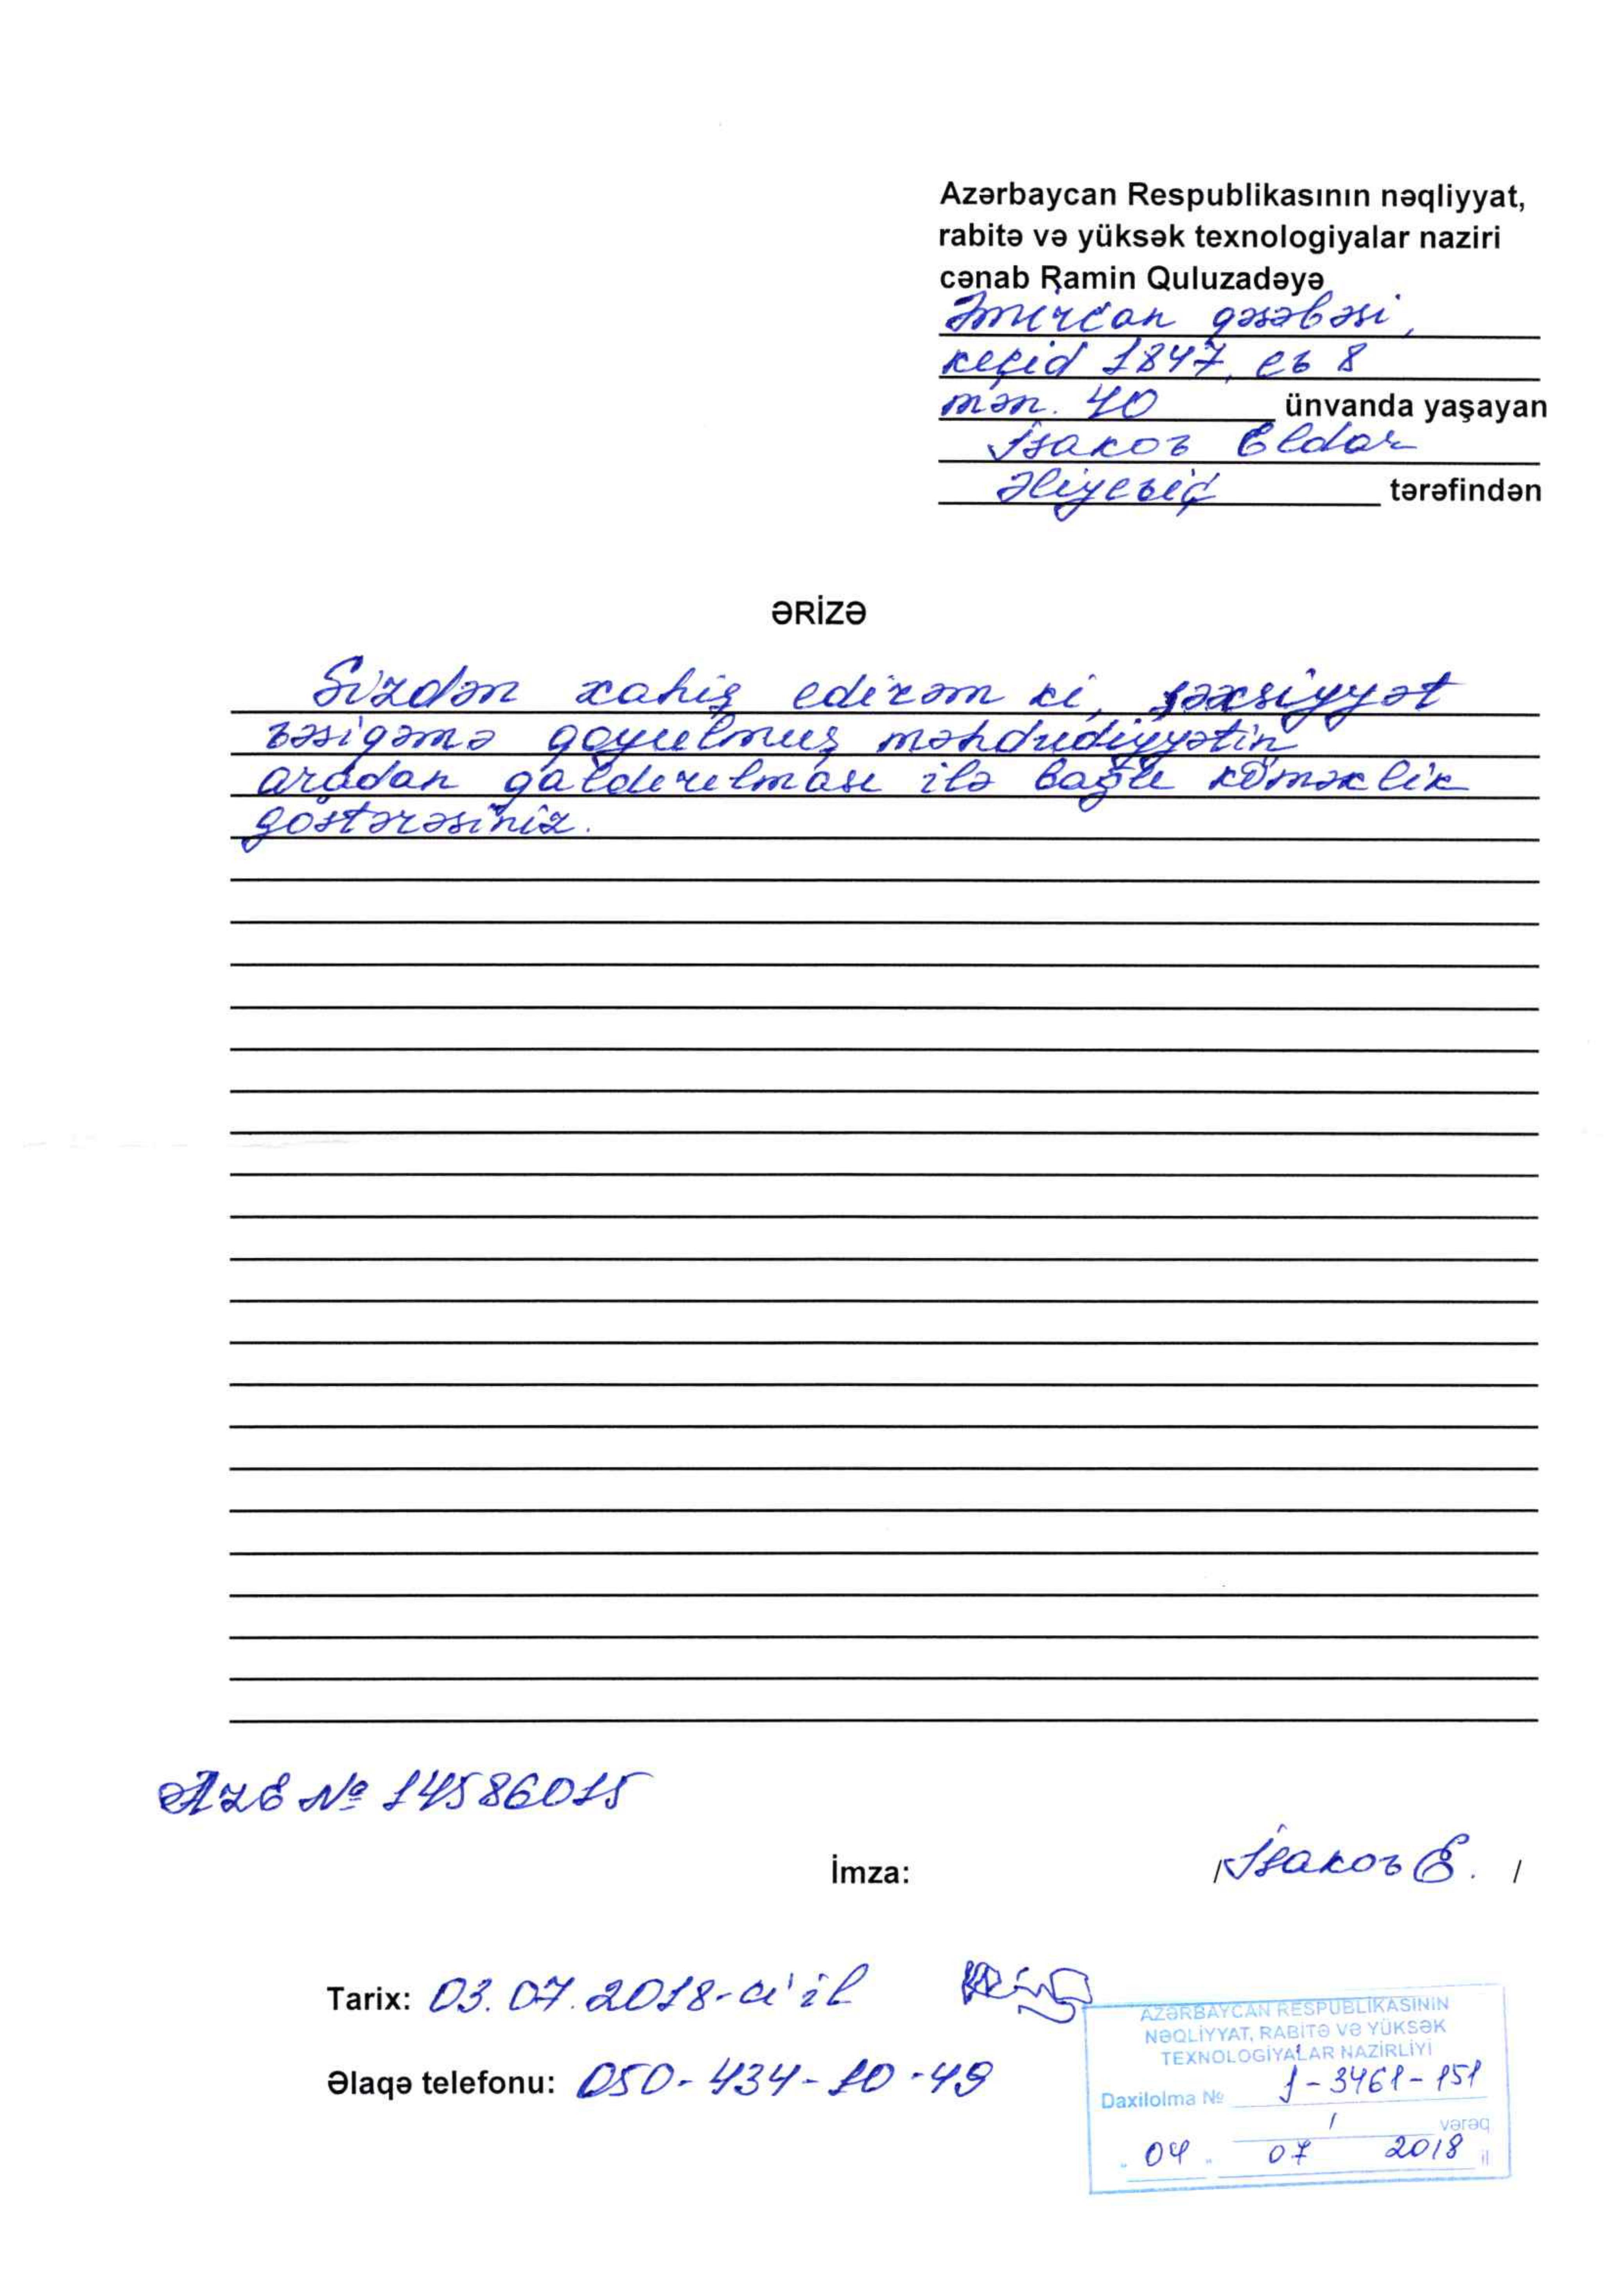 Azərbaycan Respublikasının nəqliyyat,
rabitə və yüksək texnologiyalar naziri
cənab Ramin Quluzadəyə
Əmircan qəsəbəsi,
keçid 1847, ev 8
mən. 40 ünvanda yaşayan
İsakov Eldar
Əliyeviç tərəfindən
ƏRİZƏ
Sizdən xahiş edirəm ki, şəxsiyyət
vəsiqəmə qoyulmuş məhdudiyyətin
aradan qaldırılması ilə bağlı köməklik
göstərəsiniz.
AZE № 14586015
İmza: /İsakov E. /
Tarix: 03.07.2018-ci il
AZƏRBAYCAN RESPUBLİKASININ
NƏQLİYYAT, RABİTƏ VƏ YÜKSƏK
TEXNOLOGİYALAR NAZİRLİYİ
Əlaqə telefonu: 050-434-10-49
Daxilolma № J-3461-151
1 vərəq
"04" 07 2018 il